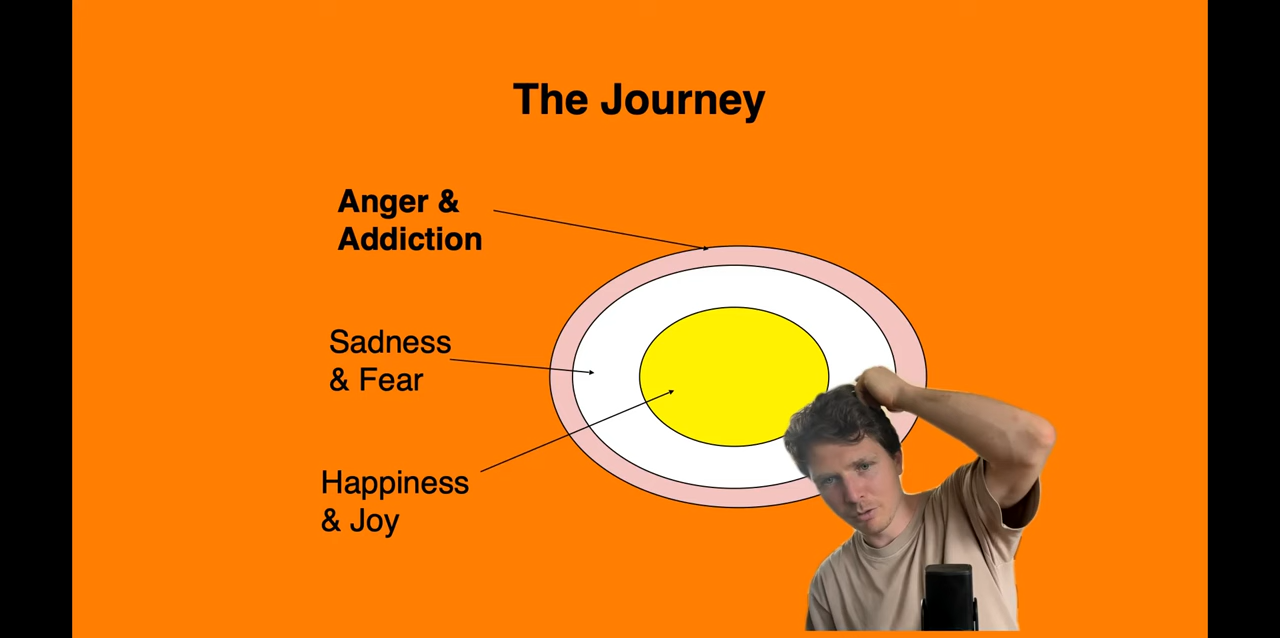 The Journey
Anger &
Addiction
Sadness
& Fear
Happiness
& Joy